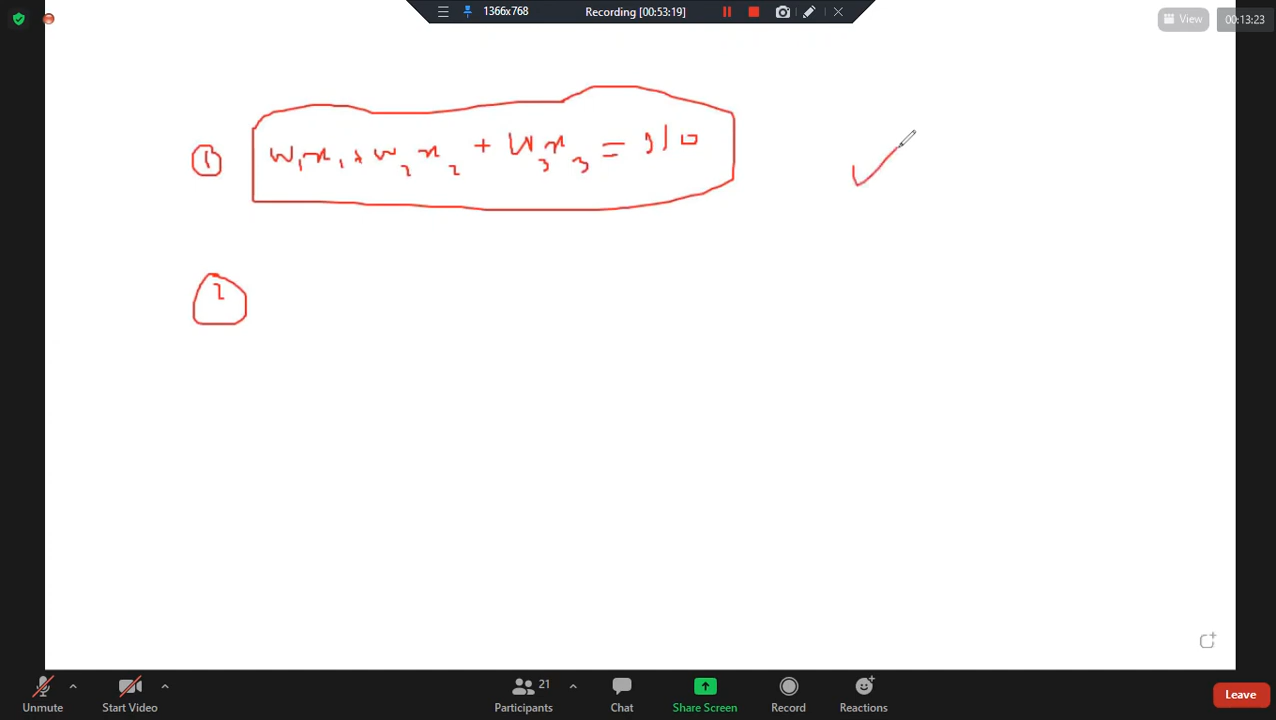 1366x768 Recording [00:53:19]
View 00:13:23
① w₁x₁ + w₂x₂ + w₃x₃ =
2
Unmute Start Video Participants 21 Chat Share Screen Record Reactions Leave